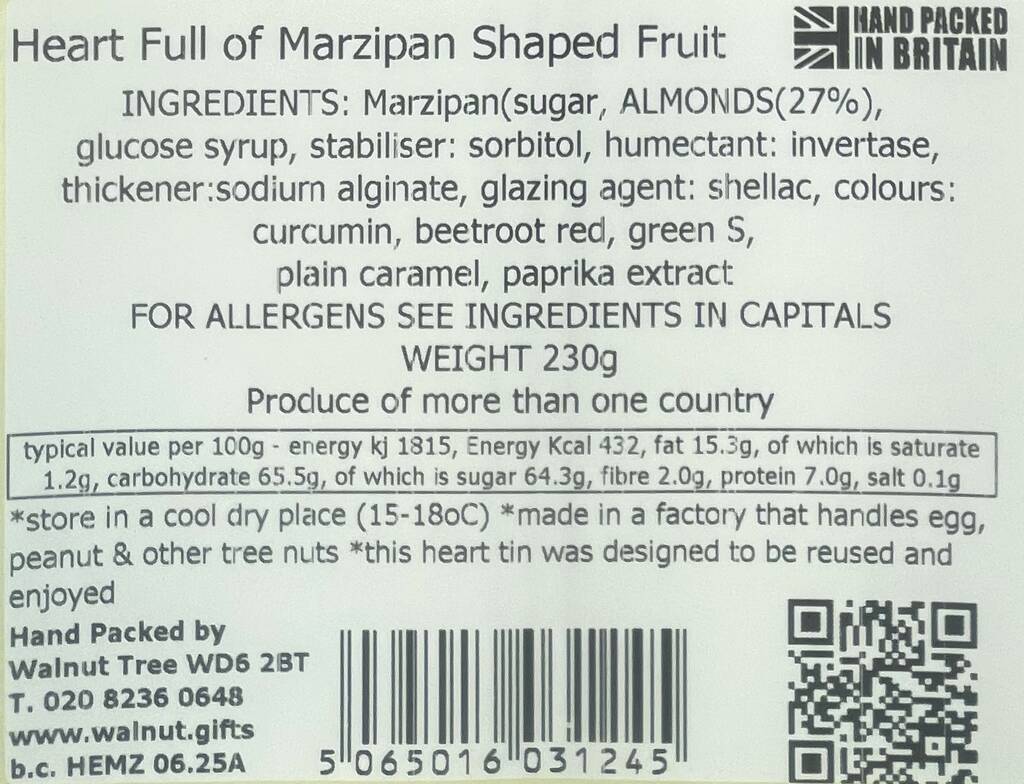 Heart Full of Marzipan Shaped Fruit
HAND PACKED
IN BRITAIN
INGREDIENTS: Marzipan(sugar, ALMONDS(27%),
glucose syrup, stabiliser: sorbitol, humectant: invertase,
thickener:sodium alginate, glazing agent: shellac, colours:
curcumin, beetroot red, green S,
plain caramel, paprika extract
FOR ALLERGENS SEE INGREDIENTS IN CAPITALS
WEIGHT 230g
Produce of more than one country
typical value per 100g - energy kj 1815, Energy Kcal 432, fat 15.3g, of which is saturate
1.2g, carbohydrate 65.5g, of which is sugar 64.3g, fibre 2.0g, protein 7.0g, salt 0.1g
*store in a cool dry place (15-18oC) *made in a factory that handles egg,
peanut & other tree nuts *this heart tin was designed to be reused and
enjoyed
Hand Packed by
Walnut Tree WD6 2BT
T. 020 8236 0648
www.walnut.gifts
b.c. HEMZ 06.25A
5 065016 031245